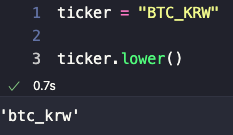 1 ticker = "BTC_KRW"
2
3 ticker.lower()
✓ 0.7s
'btc_krw'